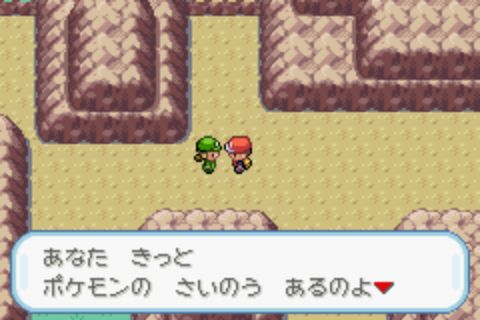 あなた　きっと
ポケモンの　さいのう　あるのよ